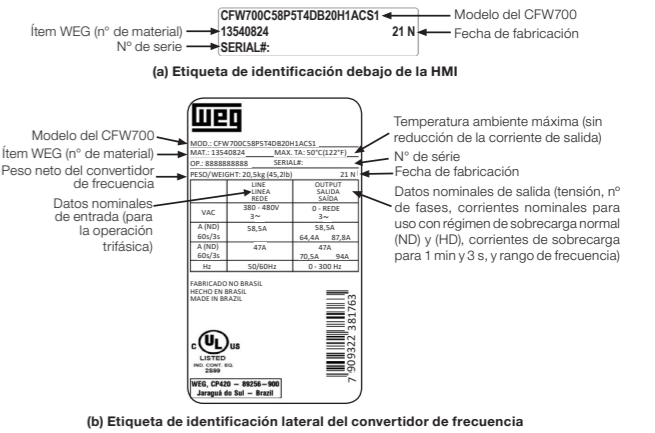 CFW700C58P5T4DB20H1ACS1
Modelo del CFW700
Ítem WEG (n° de material)
13540824
21 N
Fecha de fabricación
Nº de serie
SERIAL#:
(a) Etiqueta de identificación debajo de la HMI
Weq
Modelo del CFW700
MOD.: CFW700C58P5T4DB20H1ACS1
Ítem WEG (n° de material)
MAT.: 13540824
MAX. TA: 50°C(122°F)
OP.: 8888888888
SERIAL#:
Peso neto del convertidor
de frecuencia
PESO/WEIGHT: 20,5kg (45,2lb)
21 N
Temperatura ambiente máxima (sin
reducción de la corriente de salida)
N° de série
Fecha de fabricación
Datos nominales
de entrada (para
la operación
trifásica)
LINE
LINEA
REDE
OUTPUT
SALIDA
SAÍDA
VAC
380 - 480V
3~
0 - REDE
3~
A (ND)
60s/3s
58,5A
58,5A
64,4A 87,8A
A (ND)
60s/3s
47A
47A
70,5A 94A
Hz
50/60Hz
0 - 300 Hz
Datos nominales de salida (tensión, nº
de fases, corrientes nominales para
uso con régimen de sobrecarga normal
(ND) y (HD), corrientes de sobrecarga
para 1 min y 3 s, y rango de frecuencia)
FABRICADO NO BRASIL
HECHO EN BRASIL
MADE IN BRAZIL
7 909322 381763
C UL US
LISTED
IND. CONT. EQ.
2S99
WEG, CP420 – 89256–900
Jaraguá do Sul – Brazil
(b) Etiqueta de identificación lateral del convertidor de frecuencia